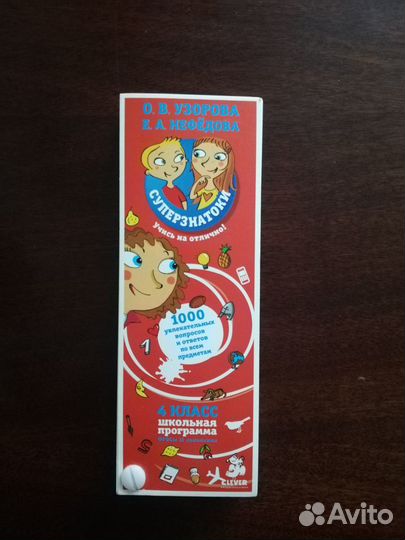 О. В. УЗОРОВА
Е. А. НЕФЁДОВА
СУПЕРЗНАТОКИ
Учись на отлично!
1000
увлекательных
вопросов
и ответов
по всем
предметам
1
4 КЛАСС
ШКОЛЬНАЯ
ПРОГРАММА
CLEVER
Avito